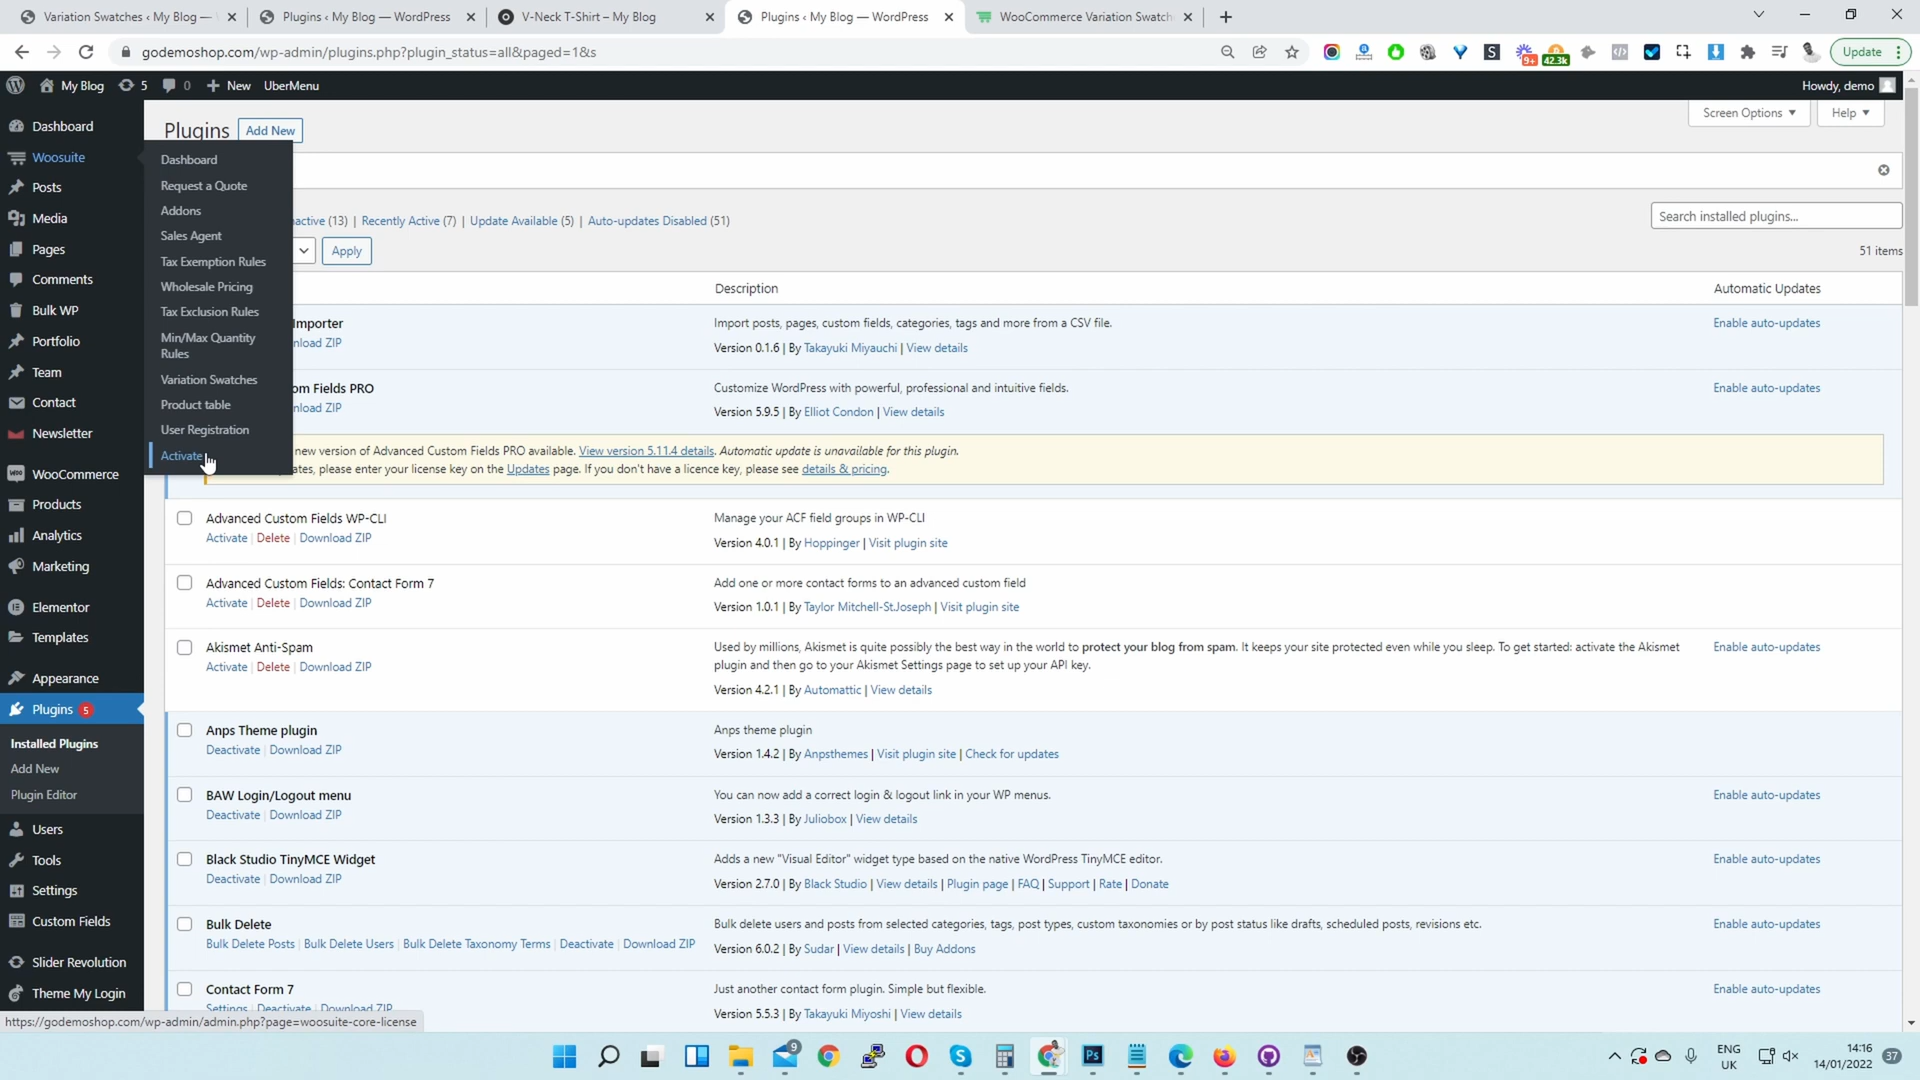 Variation Swatches ‹ My Blog —
Plugins ‹ My Blog — WordPress
V-Neck T-Shirt – My Blog
Plugins ‹ My Blog — WordPress
WooCommerce Variation Swatch
godemoshop.com/wp-admin/plugins.php?plugin_status=all&paged=1&s
9+
42.3k
Update
My Blog
5
0
New
UberMenu
Howdy, demo
Dashboard
Woosuite
Posts
Media
Pages
Comments
Bulk WP
Portfolio
Team
Contact
Newsletter
WooCommerce
Products
Analytics
Marketing
Elementor
Templates
Appearance
Plugins 5
Installed Plugins
Add New
Plugin Editor
Users
Tools
Settings
Custom Fields
Slider Revolution
Theme My Login
Dashboard
Request a Quote
Addons
Sales Agent
Tax Exemption Rules
Wholesale Pricing
Tax Exclusion Rules
Min/Max Quantity
Rules
Variation Swatches
Product table
User Registration
Activate
Plugins Add New
Screen Options
Help
active (13) | Recently Active (7) | Update Available (5) | Auto-updates Disabled (51)
Search installed plugins...
Apply
51 items
Description
Automatic Updates
Importer
nload ZIP
Import posts, pages, custom fields, categories, tags and more from a CSV file.
Version 0.1.6 | By Takayuki Miyauchi | View details
Enable auto-updates
om Fields PRO
nload ZIP
Customize WordPress with powerful, professional and intuitive fields.
Version 5.9.5 | By Elliot Condon | View details
Enable auto-updates
new version of Advanced Custom Fields PRO available. View version 5.11.4 details. Automatic update is unavailable for this plugin.
ates, please enter your license key on the Updates page. If you don't have a licence key, please see details & pricing.
Advanced Custom Fields WP-CLI
Activate | Delete | Download ZIP
Manage your ACF field groups in WP-CLI
Version 4.0.1 | By Hoppinger | Visit plugin site
Advanced Custom Fields: Contact Form 7
Activate | Delete | Download ZIP
Add one or more contact forms to an advanced custom field
Version 1.0.1 | By Taylor Mitchell-St.Joseph | Visit plugin site
Akismet Anti-Spam
Activate | Delete | Download ZIP
Used by millions, Akismet is quite possibly the best way in the world to protect your blog from spam. It keeps your site protected even while you sleep. To get started: activate the Akismet
plugin and then go to your Akismet Settings page to set up your API key.
Version 4.2.1 | By Automattic | View details
Enable auto-updates
Anps Theme plugin
Deactivate | Download ZIP
Anps theme plugin
Version 1.4.2 | By Anpsthemes | Visit plugin site | Check for updates
BAW Login/Logout menu
Deactivate | Download ZIP
You can now add a correct login & logout link in your WP menus.
Version 1.3.3 | By Juliobox | View details
Enable auto-updates
Black Studio TinyMCE Widget
Deactivate | Download ZIP
Adds a new "Visual Editor" widget type based on the native WordPress TinyMCE editor.
Version 2.7.0 | By Black Studio | View details | Plugin page | FAQ | Support | Rate | Donate
Enable auto-updates
Bulk Delete
Bulk Delete Posts | Bulk Delete Users | Bulk Delete Taxonomy Terms | Deactivate | Download ZIP
Bulk delete users and posts from selected categories, tags, post types, custom taxonomies or by post status like drafts, scheduled posts, revisions etc.
Version 6.0.2 | By Sudar | View details | Buy Addons
Enable auto-updates
Contact Form 7
Settings | Deactivate | Download ZIP
Just another contact form plugin. Simple but flexible.
Version 5.5.3 | By Takayuki Miyoshi | View details
Enable auto-updates
https://godemoshop.com/wp-admin/admin.php?page=woosuite-core-license
9
Ps
ENG
UK
14:16
14/01/2022
37